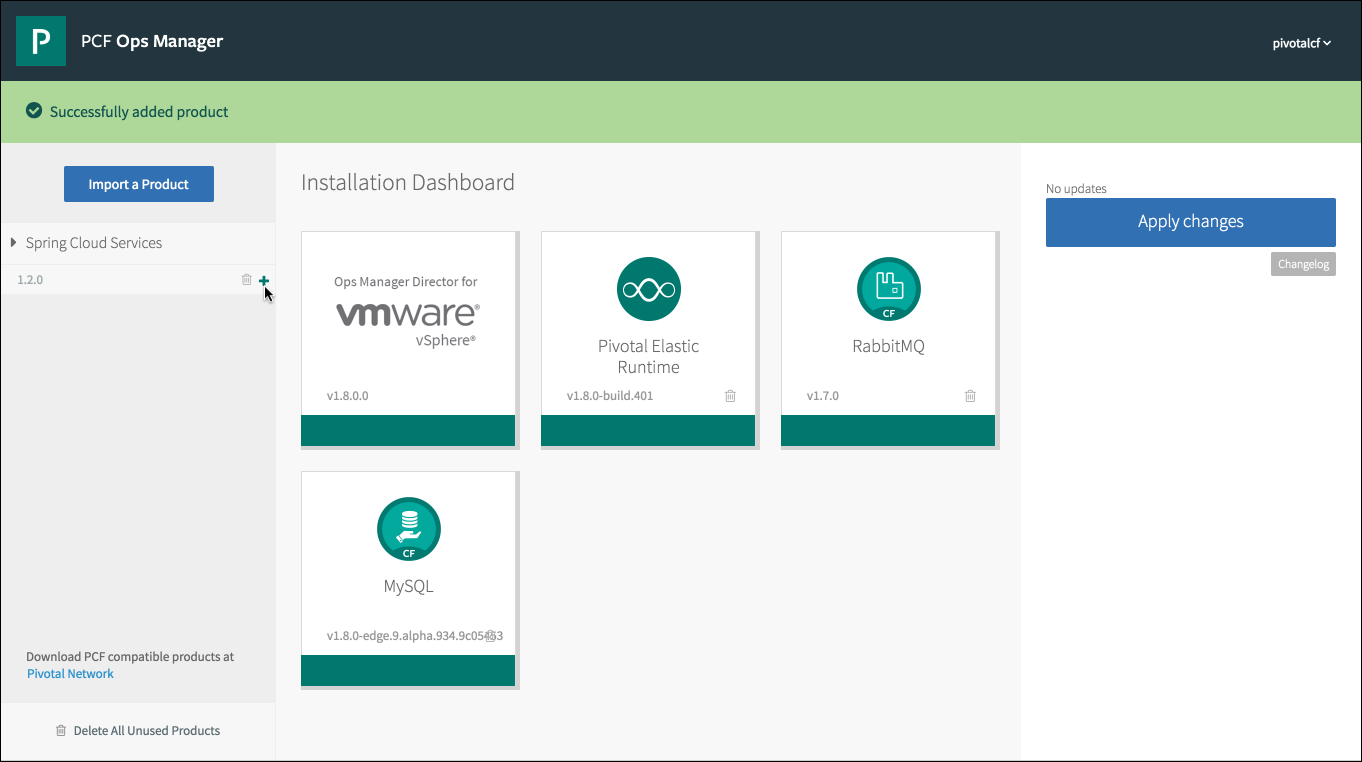 P PCF Ops Manager
pivotalcf
Successfully added product
Import a Product
Spring Cloud Services
1.2.0
Download PCF compatible products at
Pivotal Network
Delete All Unused Products
Installation Dashboard
Ops Manager Director for
vmware®
vSphere®
v1.8.0.0
Pivotal Elastic
Runtime
v1.8.0-build.401
CF
RabbitMQ
v1.7.0
CF
MySQL
v1.8.0-edge.9.alpha.934.9c05463
No updates
Apply changes
Changelog